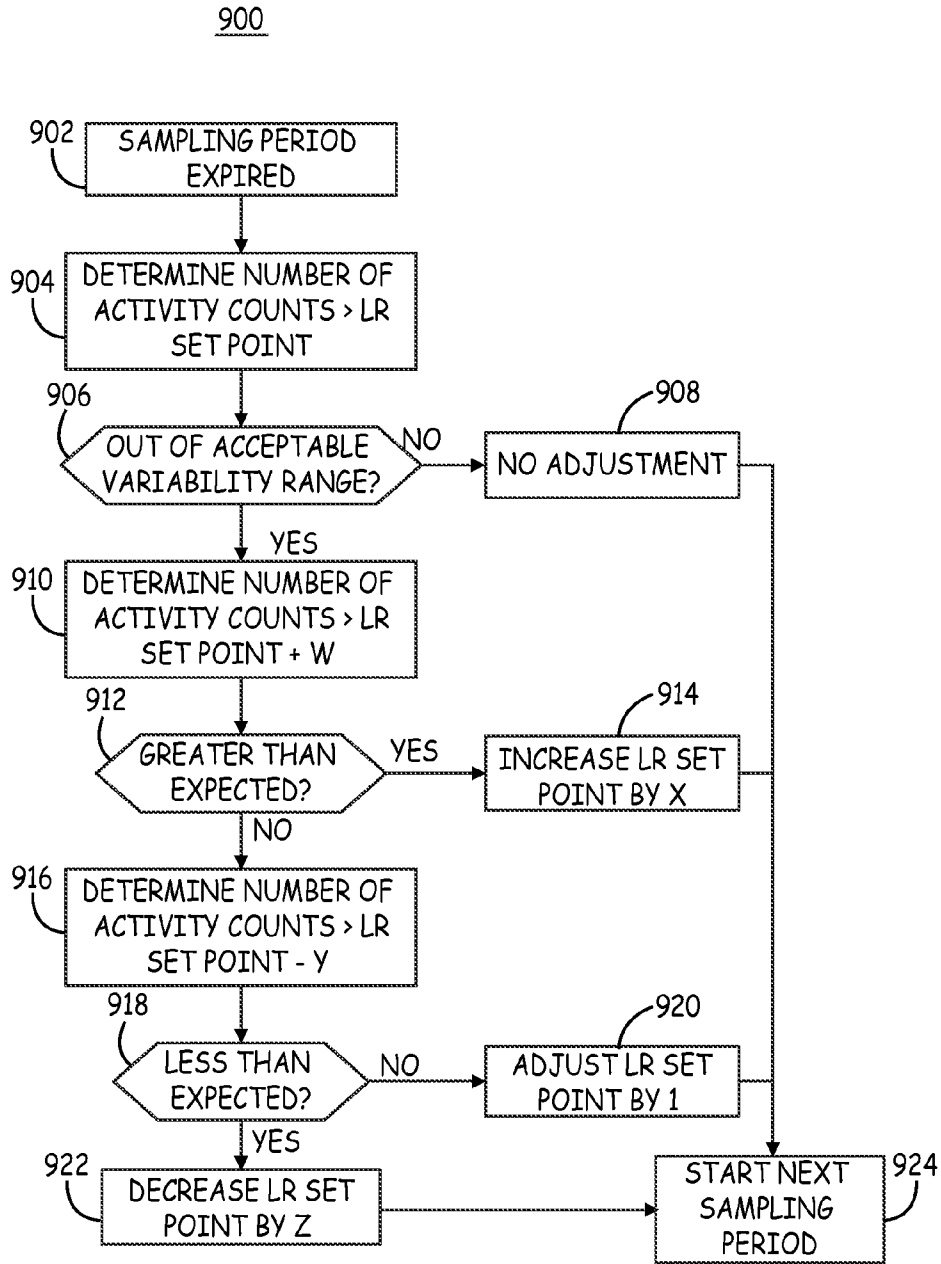 900
902
SAMPLING PERIOD
EXPIRED
904
DETERMINE NUMBER OF
ACTIVITY COUNTS > LR
SET POINT
906
OUT OF ACCEPTABLE
VARIABILITY RANGE?
NO
908
NO ADJUSTMENT
YES
910
DETERMINE NUMBER OF
ACTIVITY COUNTS > LR
SET POINT + W
912
GREATER THAN
EXPECTED?
YES
914
INCREASE LR SET
POINT BY X
NO
916
DETERMINE NUMBER OF
ACTIVITY COUNTS > LR
SET POINT - Y
918
LESS THAN
EXPECTED?
NO
920
ADJUST LR SET
POINT BY 1
YES
922
DECREASE LR SET
POINT BY Z
924
START NEXT
SAMPLING
PERIOD